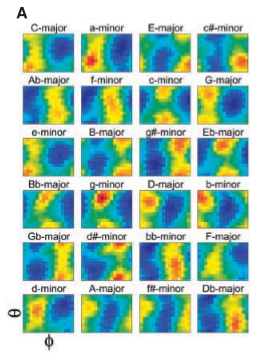 A
C-major a-minor E-major c#-minor
Ab-major f-minor c-minor G-major
e-minor B-major g#-minor Eb-major
Bb-major g-minor D-major b-minor
Gb-major d#-minor bb-minor F-major
d-minor A-major f#-minor Db-major
θ
ϕ